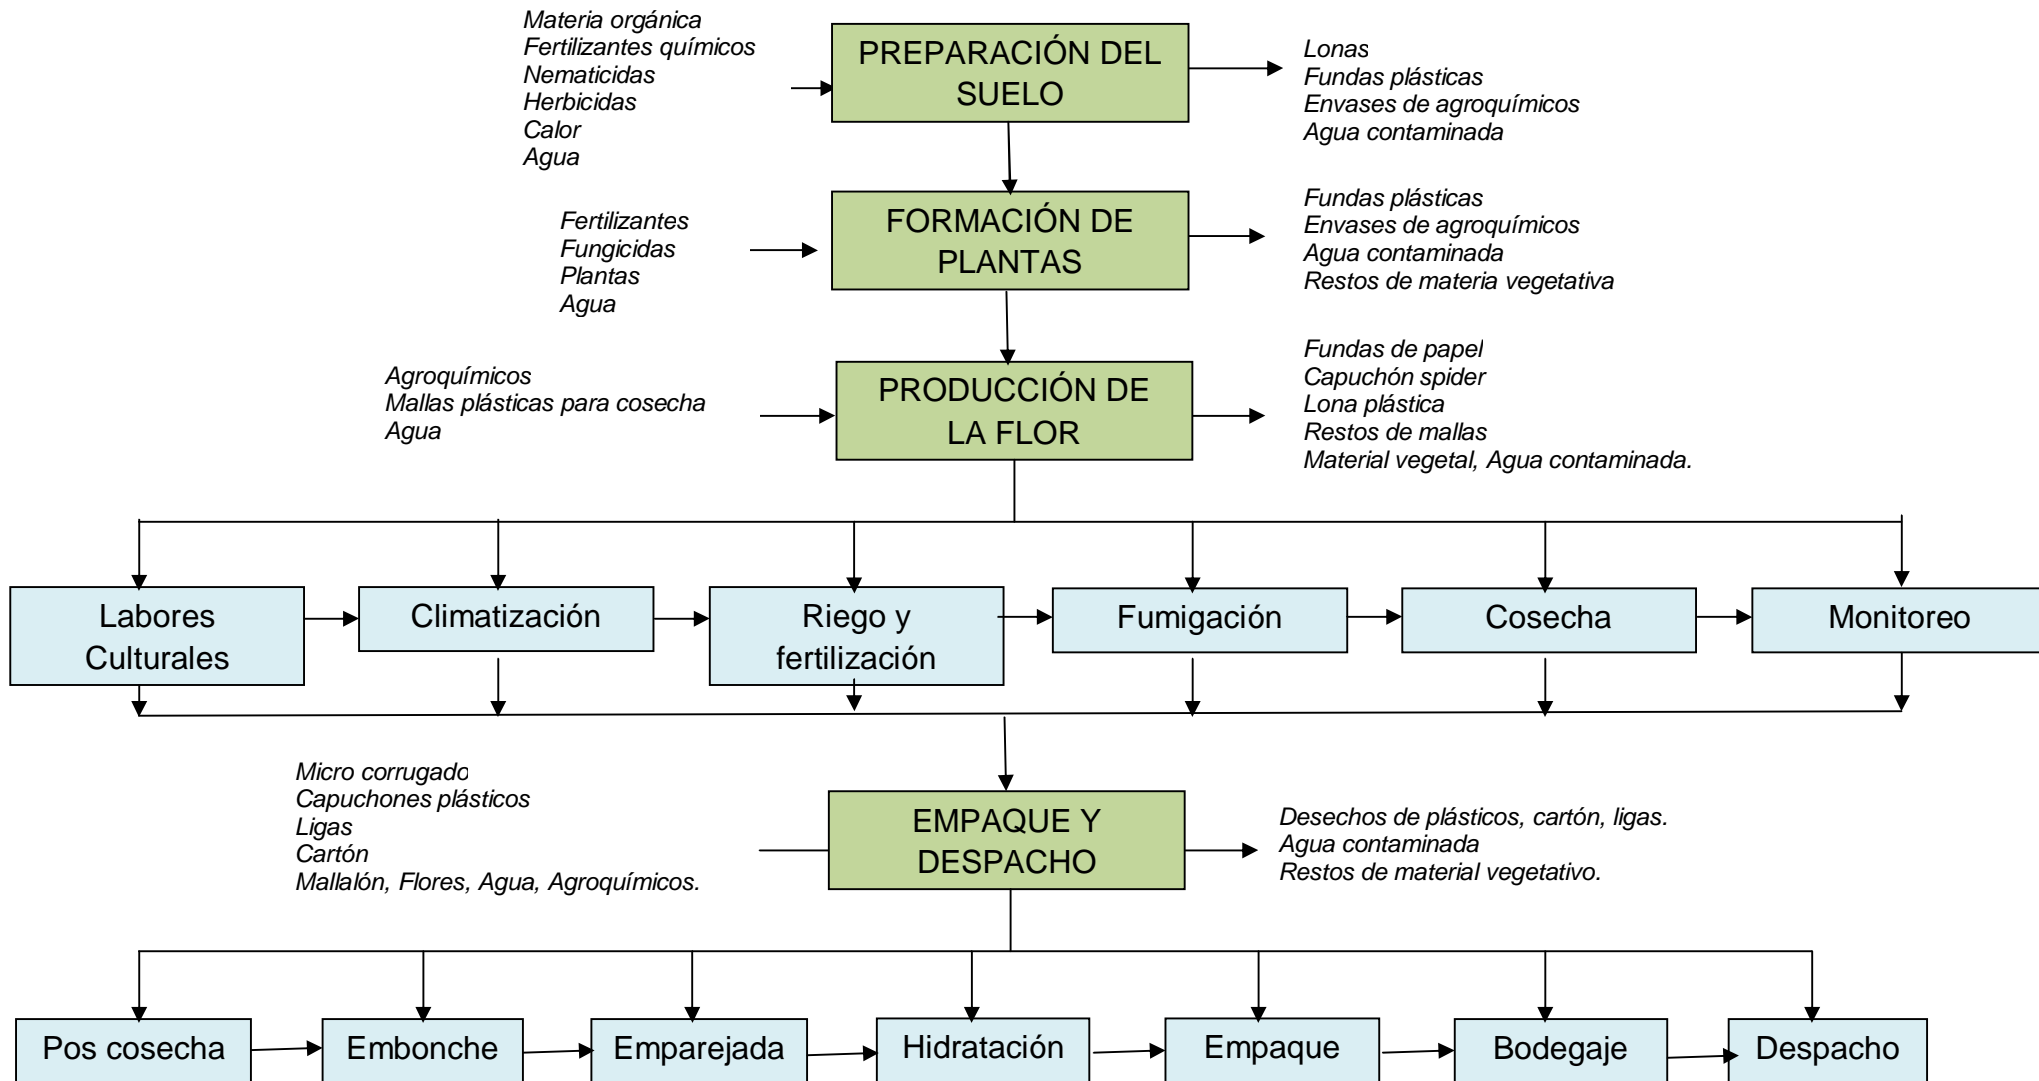 Materia orgánica
Fertilizantes químicos
Nematicidas
Herbicidas
Calor
Agua
PREPARACIÓN DEL
SUELO
Lonas
Fundas plásticas
Envases de agroquímicos
Agua contaminada
Fertilizantes
Fungicidas
Plantas
Agua
FORMACIÓN DE
PLANTAS
Fundas plásticas
Envases de agroquímicos
Agua contaminada
Restos de materia vegetativa
Agroquímicos
Mallas plásticas para cosecha
Agua
PRODUCCIÓN DE
LA FLOR
Fundas de papel
Capuchón spider
Lona plástica
Restos de mallas
Material vegetal, Agua contaminada.
Labores
Culturales
Climatización
Riego y
fertilización
Fumigación
Cosecha
Monitoreo
Micro corrugado
Capuchones plásticos
Ligas
Cartón
Mallalón, Flores, Agua, Agroquímicos.
EMPAQUE Y
DESPACHO
Desechos de plásticos, cartón, ligas.
Agua contaminada
Restos de material vegetativo.
Pos cosecha
Embonche
Emparejada
Hidratación
Empaque
Bodegaje
Despacho